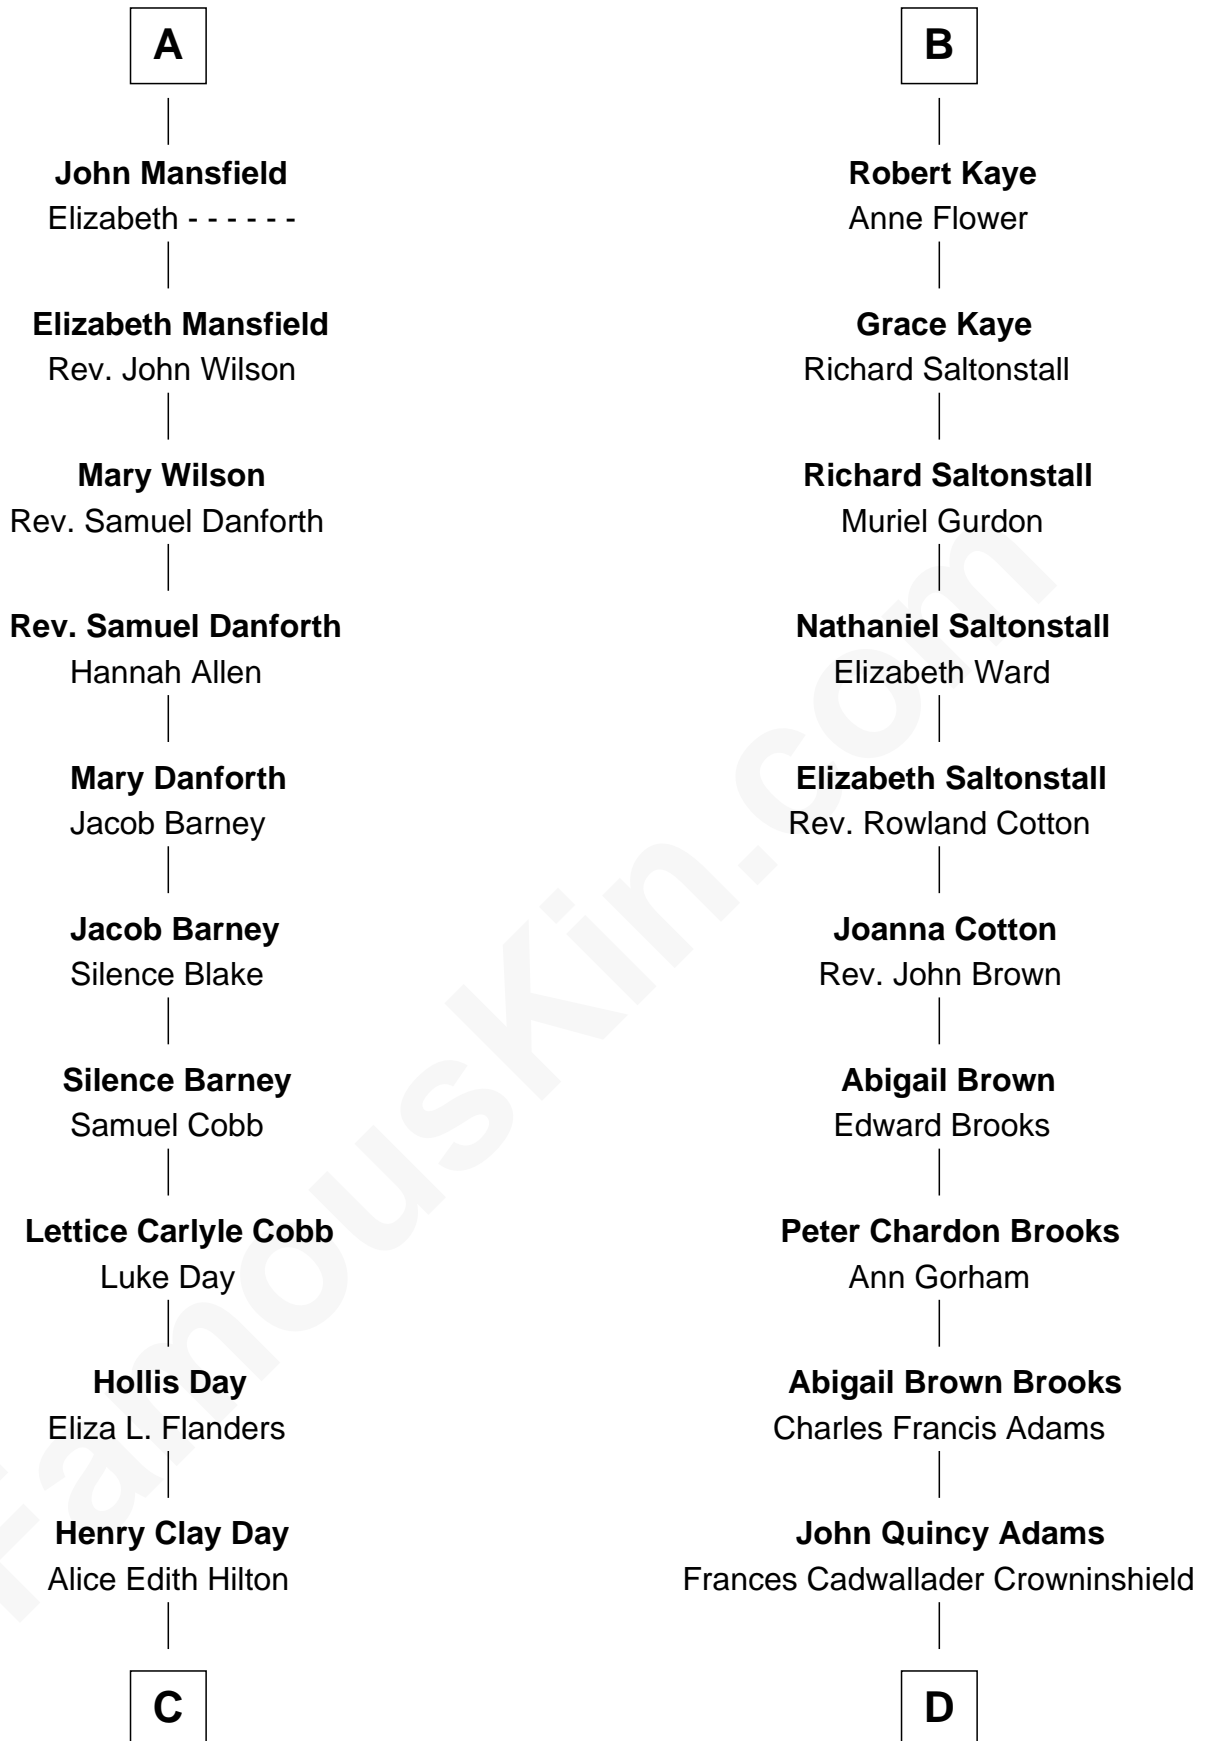 A
John Mansfield
Elizabeth - - - - - -
Elizabeth Mansfield
Rev. John Wilson
Mary Wilson
Rev. Samuel Danforth
Rev. Samuel Danforth
Hannah Allen
Mary Danforth
Jacob Barney
Jacob Barney
Silence Blake
Silence Barney
Samuel Cobb
Lettice Carlyle Cobb
Luke Day
Hollis Day
Eliza L. Flanders
Henry Clay Day
Alice Edith Hilton
C
B
Robert Kaye
Anne Flower
Grace Kaye
Richard Saltonstall
Richard Saltonstall
Muriel Gurdon
Nathaniel Saltonstall
Elizabeth Ward
Elizabeth Saltonstall
Rev. Rowland Cotton
Joanna Cotton
Rev. John Brown
Abigail Brown
Edward Brooks
Peter Chardon Brooks
Ann Gorham
Abigail Brown Brooks
Charles Francis Adams
John Quincy Adams
Frances Cadwallader Crowninshield
D
FamousKin.com